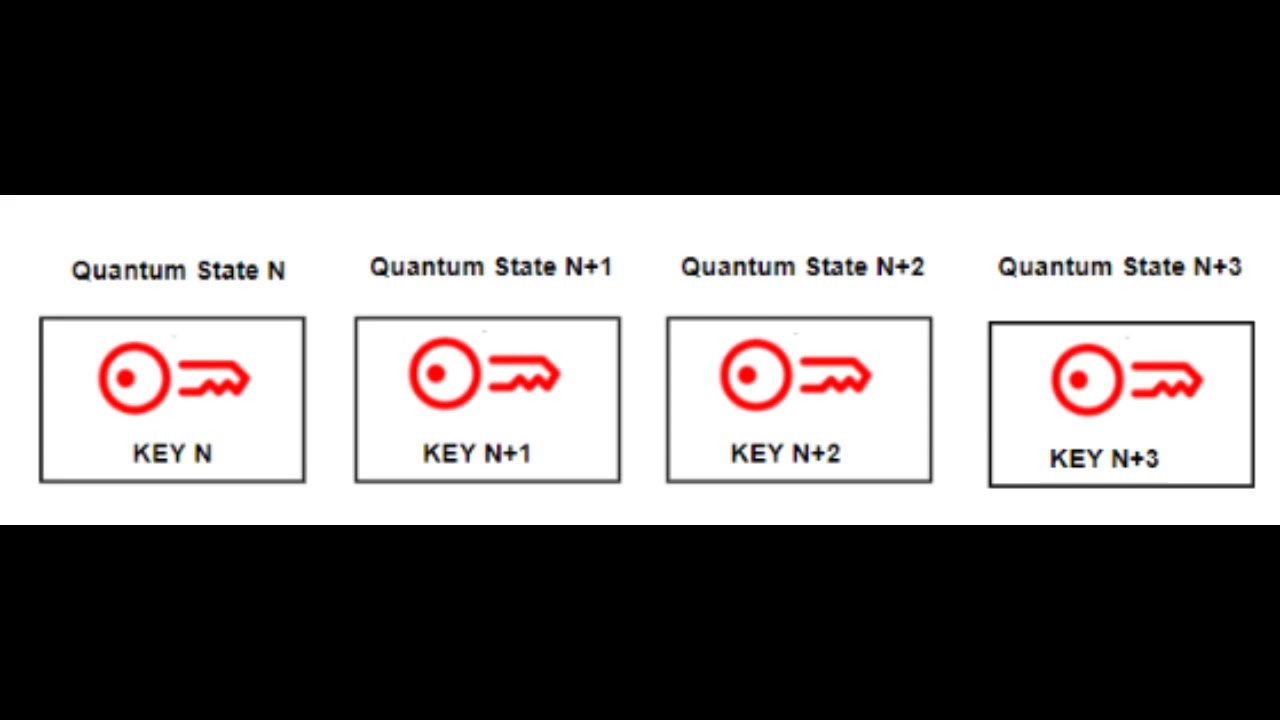 Quantum State N
Quantum State N+1
Quantum State N+2
Quantum State N+3
KEY N
KEY N+1
KEY N+2
KEY N+3